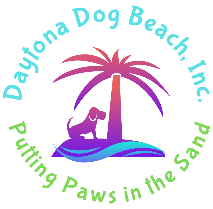 Daytona Dog Beach, Inc.
Putting Paws in the Sand